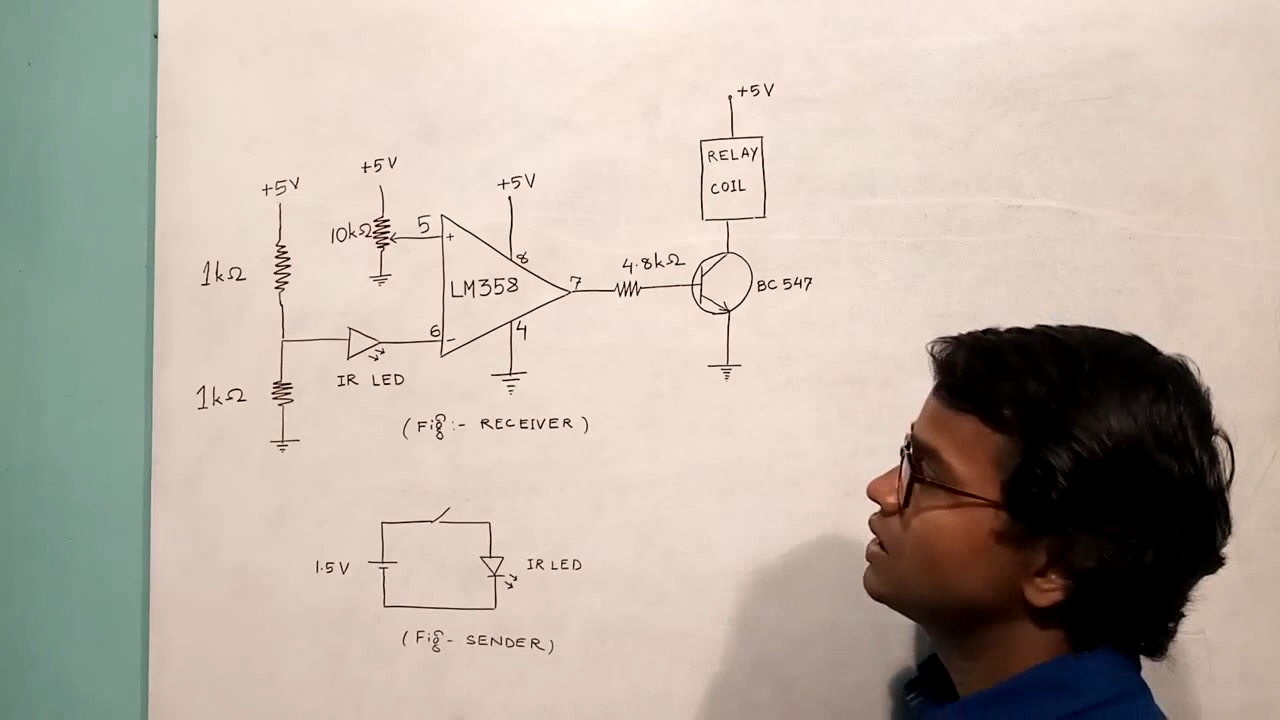 +5V
+5V
+5V
+5V
RELAY
COIL
10kΩ
5
+
8
1kΩ
LM358
7
4.8kΩ
BC 547
6
-
4
IR LED
1kΩ
(Fig:- RECEIVER)
1.5V
IR LED
(Fig- SENDER)